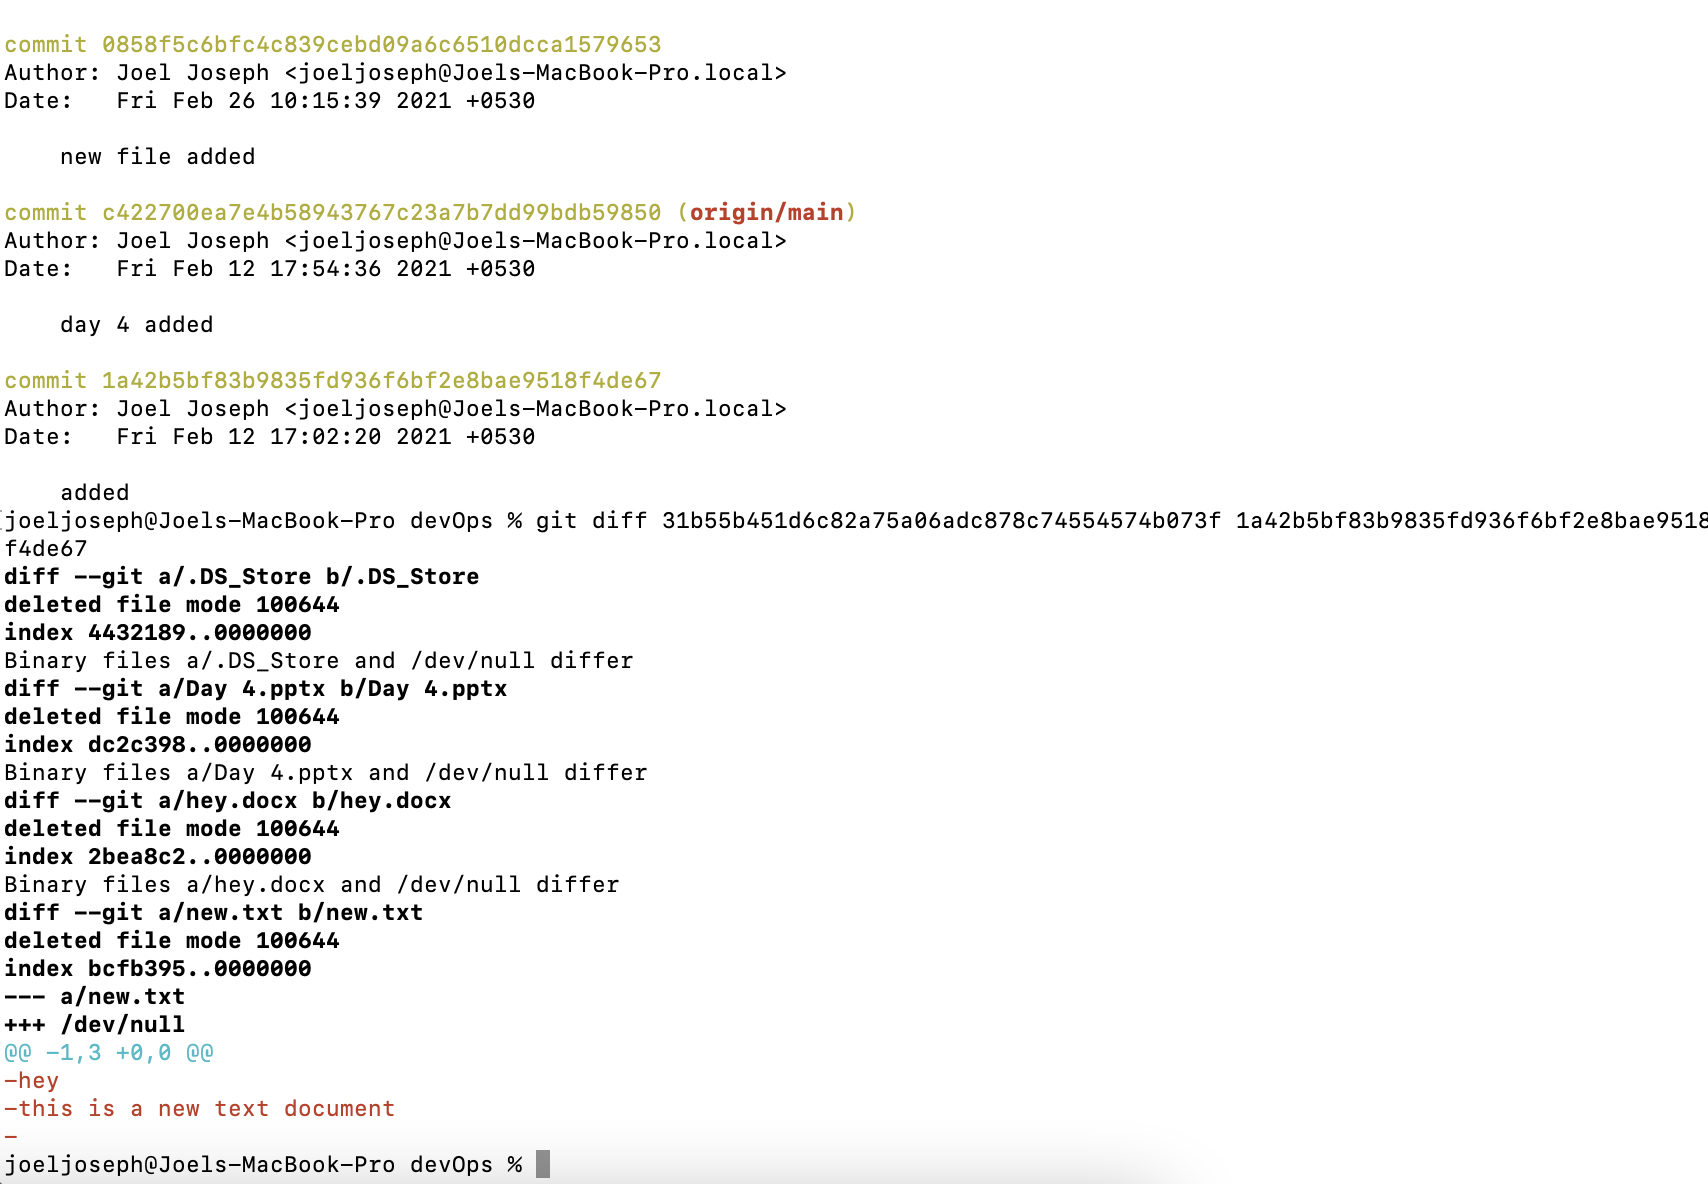 commit 0858f5c6bfc4c839cebd09a6c6510dcca1579653
Author: Joel Joseph <joeljoseph@Joels-MacBook-Pro.local>
Date:   Fri Feb 26 10:15:39 2021 +0530
    new file added
commit c422700ea7e4b58943767c23a7b7dd99bdb59850 (origin/main)
Author: Joel Joseph <joeljoseph@Joels-MacBook-Pro.local>
Date:   Fri Feb 12 17:54:36 2021 +0530
    day 4 added
commit 1a42b5bf83b9835fd936f6bf2e8bae9518f4de67
Author: Joel Joseph <joeljoseph@Joels-MacBook-Pro.local>
Date:   Fri Feb 12 17:02:20 2021 +0530
    added
joeljoseph@Joels-MacBook-Pro devOps % git diff 31b55b451d6c82a75a06adc878c74554574b073f 1a42b5bf83b9835fd936f6bf2e8bae9518
f4de67
diff --git a/.DS_Store b/.DS_Store
deleted file mode 100644
index 4432189..0000000
Binary files a/.DS_Store and /dev/null differ
diff --git a/Day 4.pptx b/Day 4.pptx
deleted file mode 100644
index dc2c398..0000000
Binary files a/Day 4.pptx and /dev/null differ
diff --git a/hey.docx b/hey.docx
deleted file mode 100644
index 2bea8c2..0000000
Binary files a/hey.docx and /dev/null differ
diff --git a/new.txt b/new.txt
deleted file mode 100644
index bcfb395..0000000
--- a/new.txt
+++ /dev/null
@@ -1,3 +0,0 @@
-hey
-this is a new text document
-
joeljoseph@Joels-MacBook-Pro devOps %